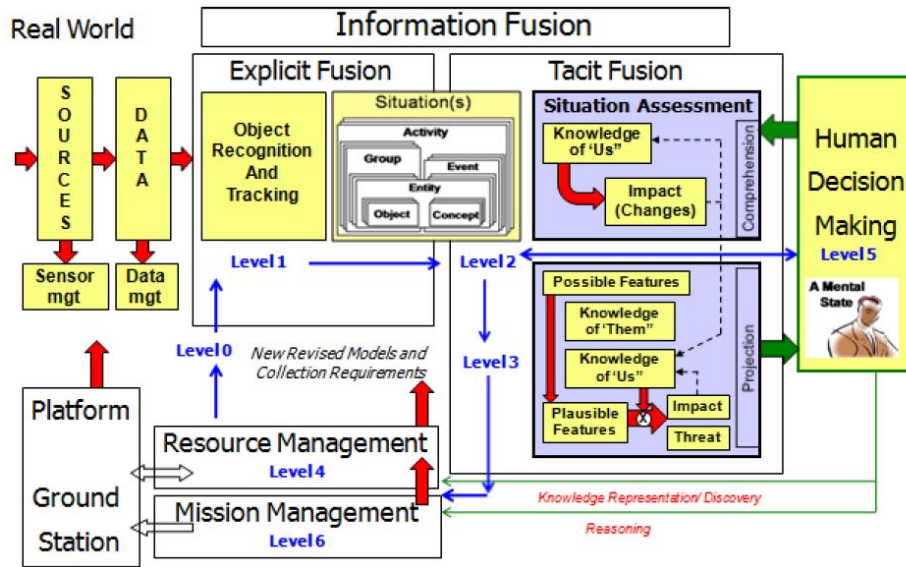 Real World
Information Fusion
Explicit Fusion
Tacit Fusion
S
O
U
R
C
E
S
D
A
T
A
Sensor
mgt
Data
mgt
Object
Recognition
And
Tracking
Situation(s)
Activity
Group
Event
Entity
Object
Concept
Situation Assessment
Knowledge
of 'Us"
Impact
(Changes)
Comprehension
Human
Decision
Making
Level 5
A Mental
State
Level 1
Level 2
Possible Features
Knowledge
of 'Them"
Knowledge
of 'Us"
Plausible
Features
X
Impact
Threat
Projection
Level 0
New Revised Models and
Collection Requirements
Level 3
Platform
Ground
Station
Resource Management
Level 4
Mission Management
Level 6
Knowledge Representation/ Discovery
Reasoning